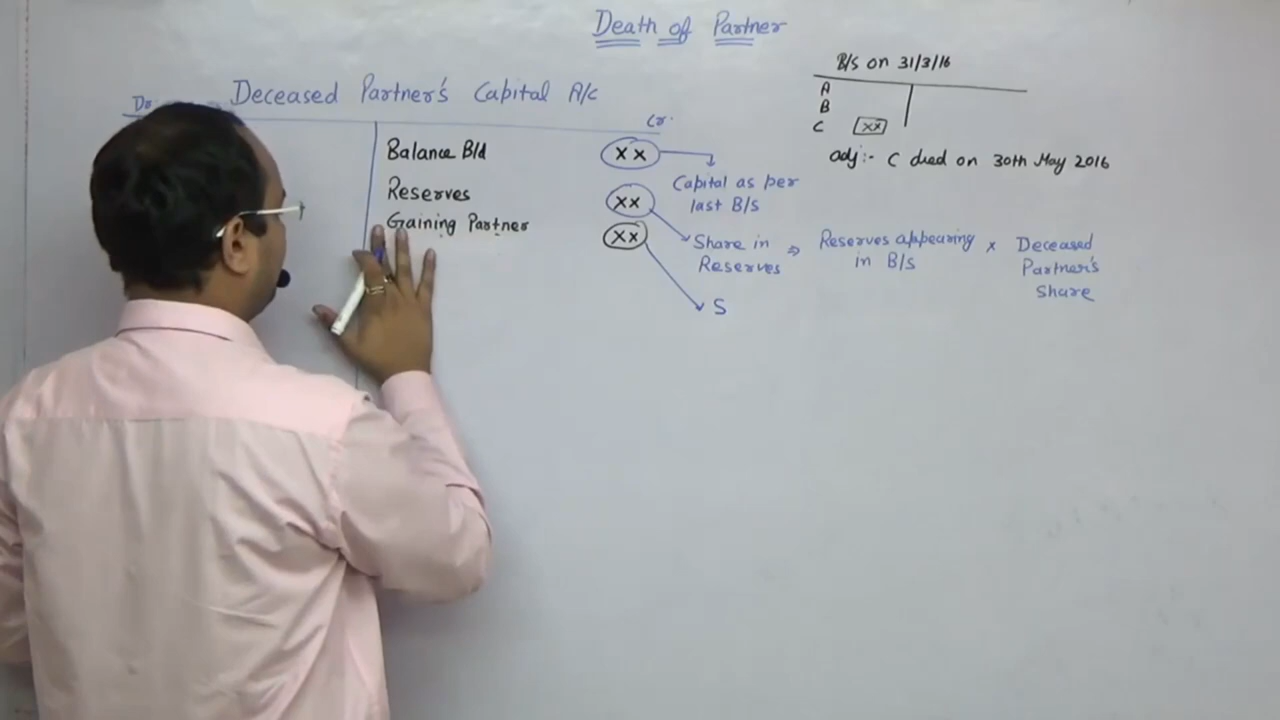 Death of Partner
B/S on 31/3/16
A
B
C xx
adj:- C died on 30th May 2016
Deceased Partner's Capital A/c
Dr.
Cr.
Balance B/d xx
Reserves xx
Gaining Partner xx
Capital as per
last B/S
Share in
Reserves
⇒ Reserves appearing
in B/S
× Deceased
Partner's
Share
S